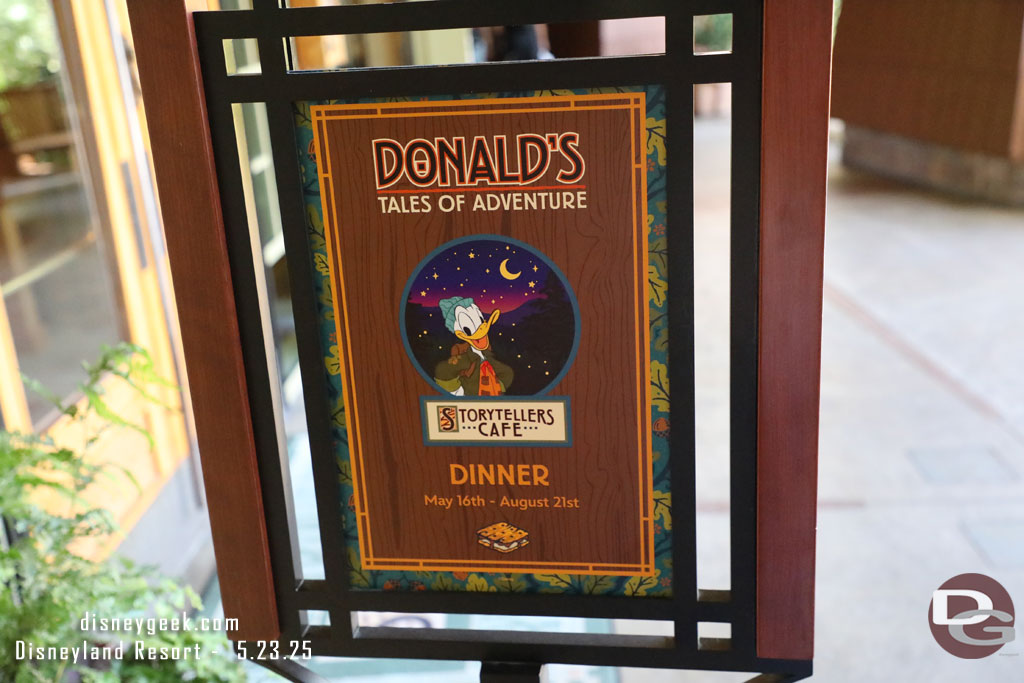 DONALD'S
TALES OF ADVENTURE
STORYTELLERS
CAFE
DINNER
May 16th - August 21st
disneygeek.com
Disneyland Resort - 5.23.25
DG